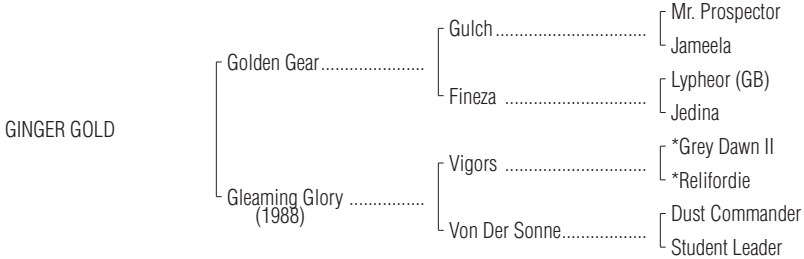 Mr. Prospector
Gulch..................................
Jameela
Golden Gear.......................
Lypheor (GB)
Fineza ................................
Jedina
GINGER GOLD
*Grey Dawn II
Vigors ................................
*Relifordie
Gleaming Glory .................
(1988)
Dust Commander
Von Der Sonne...................
Student Leader